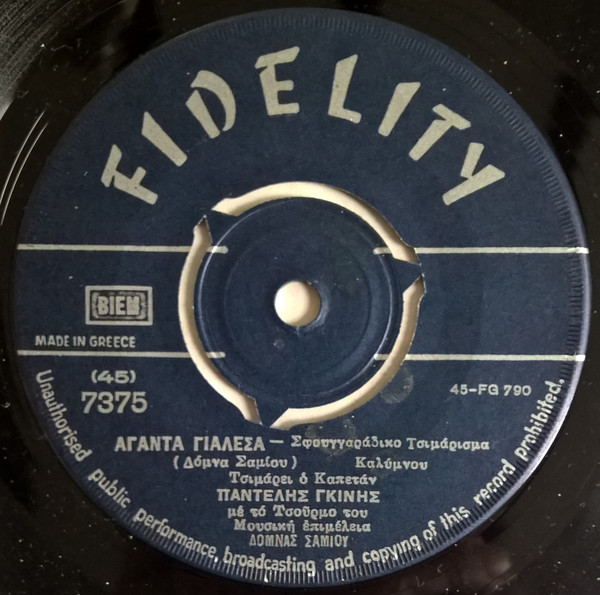 FIDELITY
BIEM
MADE IN GREECE
(45)
7375
45-FG 790
ΑΓΑΝΤΑ ΓΙΑΛΕΣΑ — Σφουγγαράδικο Τσιμάρισμα
(Δόμνα Σαμίου) Καλύμνου
Τσιμάρει ὁ Καπετάν
ΠΑΝΤΕΛΗΣ ΓΚΙΝΗΣ
μέ τό Τσοῦρμο του
Μουσική ἐπιμέλεια
ΔΟΜΝΑΣ ΣΑΜΙΟΥ
Unauthorised public performance, broadcasting and copying of this record prohibited.